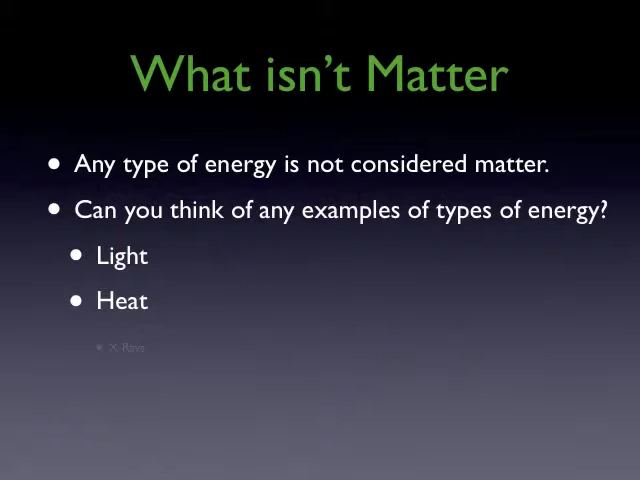 What isn't Matter
• Any type of energy is not considered matter.
• Can you think of any examples of types of energy?
• Light
• Heat
• X-Rays